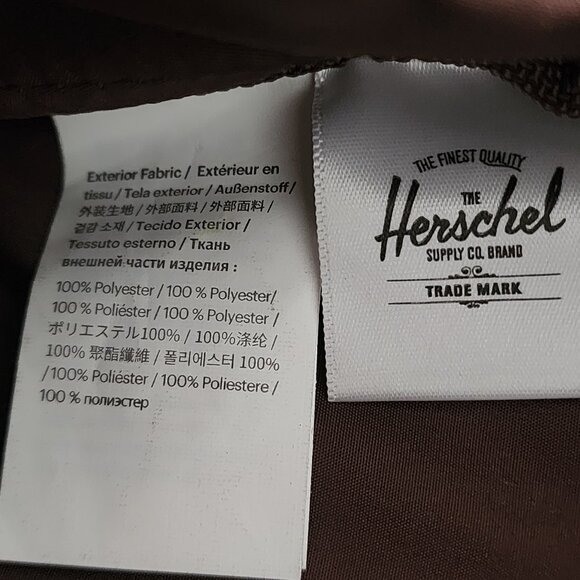 Exterior Fabric / Extérieur en
tissu / Tela exterior / Außenstoff /
外装生地 / 外部面料 / 外部面料 /
겉감 소재 / Tecido Exterior /
Tessuto esterno / Ткань
внешней части изделия :
100% Polyester / 100 % Polyester/
100 % Poliéster / 100% Polyester /
ポリエステル100% / 100%涤纶 /
100% 聚酯纖維 / 폴리에스터 100%
/ 100% Poliéster / 100% Poliestere /
100 % полиэстер
THE FINEST QUALITY
THE
Herschel
SUPPLY CO. BRAND
TRADE MARK